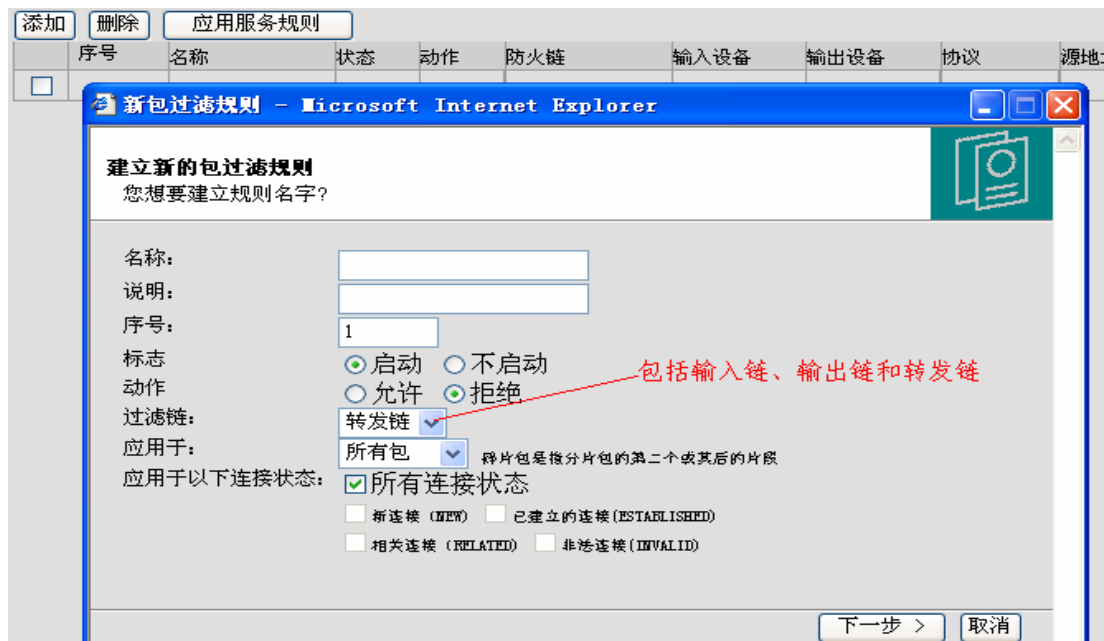 添加 删除 应用服务规则
序号 名称 状态 动作 防火链 输入设备 输出设备 协议 源地
新包过滤规则 - Microsoft Internet Explorer
建立新的包过滤规则
您想要建立规则名字?
名称:
说明:
序号: 1
标志 启动 不启动
包括输入链、输出链和转发链
动作 允许 拒绝
过滤链: 转发链
应用于: 所有包 碎片包是被分片包的第二个或其后的片段
应用于以下连接状态: 所有连接状态
新连接 (NEW) 已建立的连接(ESTABLISHED)
相关连接 (RELATED) 非法连接(INVALID)
下一步 > 取消